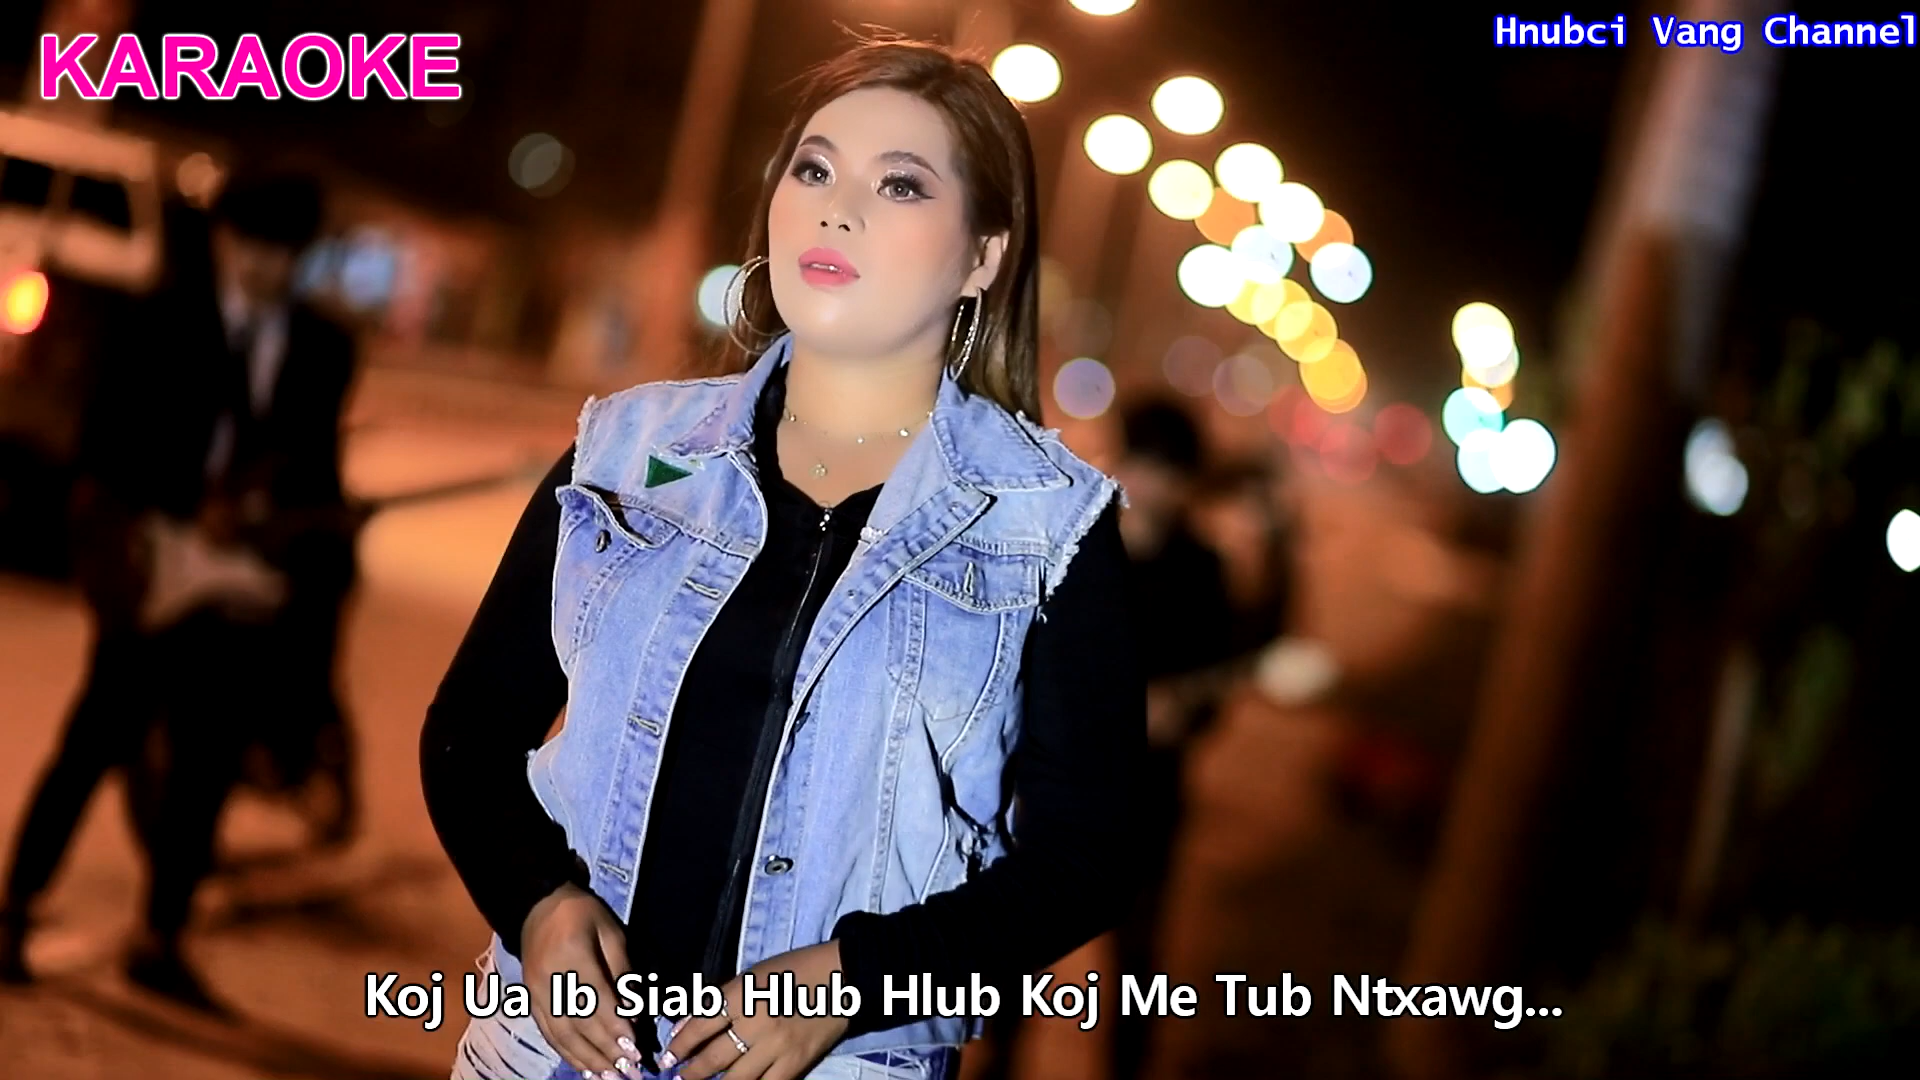 KARAOKE
Hnubci Vang Channel
Koj Ua Ib Siab Hlub Hlub Koj Me Tub Ntxawg...